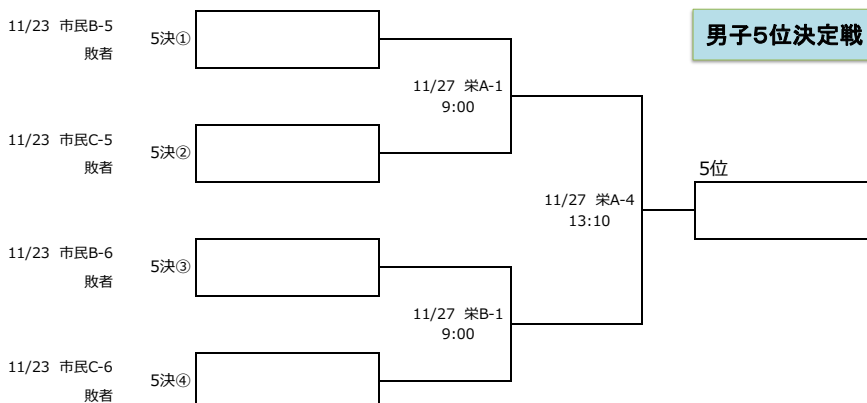 男子5位決定戦
11/23 市民B-5
敗者
5決①
11/27 栄A-1
9:00
11/23 市民C-5
敗者
5決②
5位
11/27 栄A-4
13:10
11/23 市民B-6
敗者
5決③
11/27 栄B-1
9:00
11/23 市民C-6
敗者
5決④